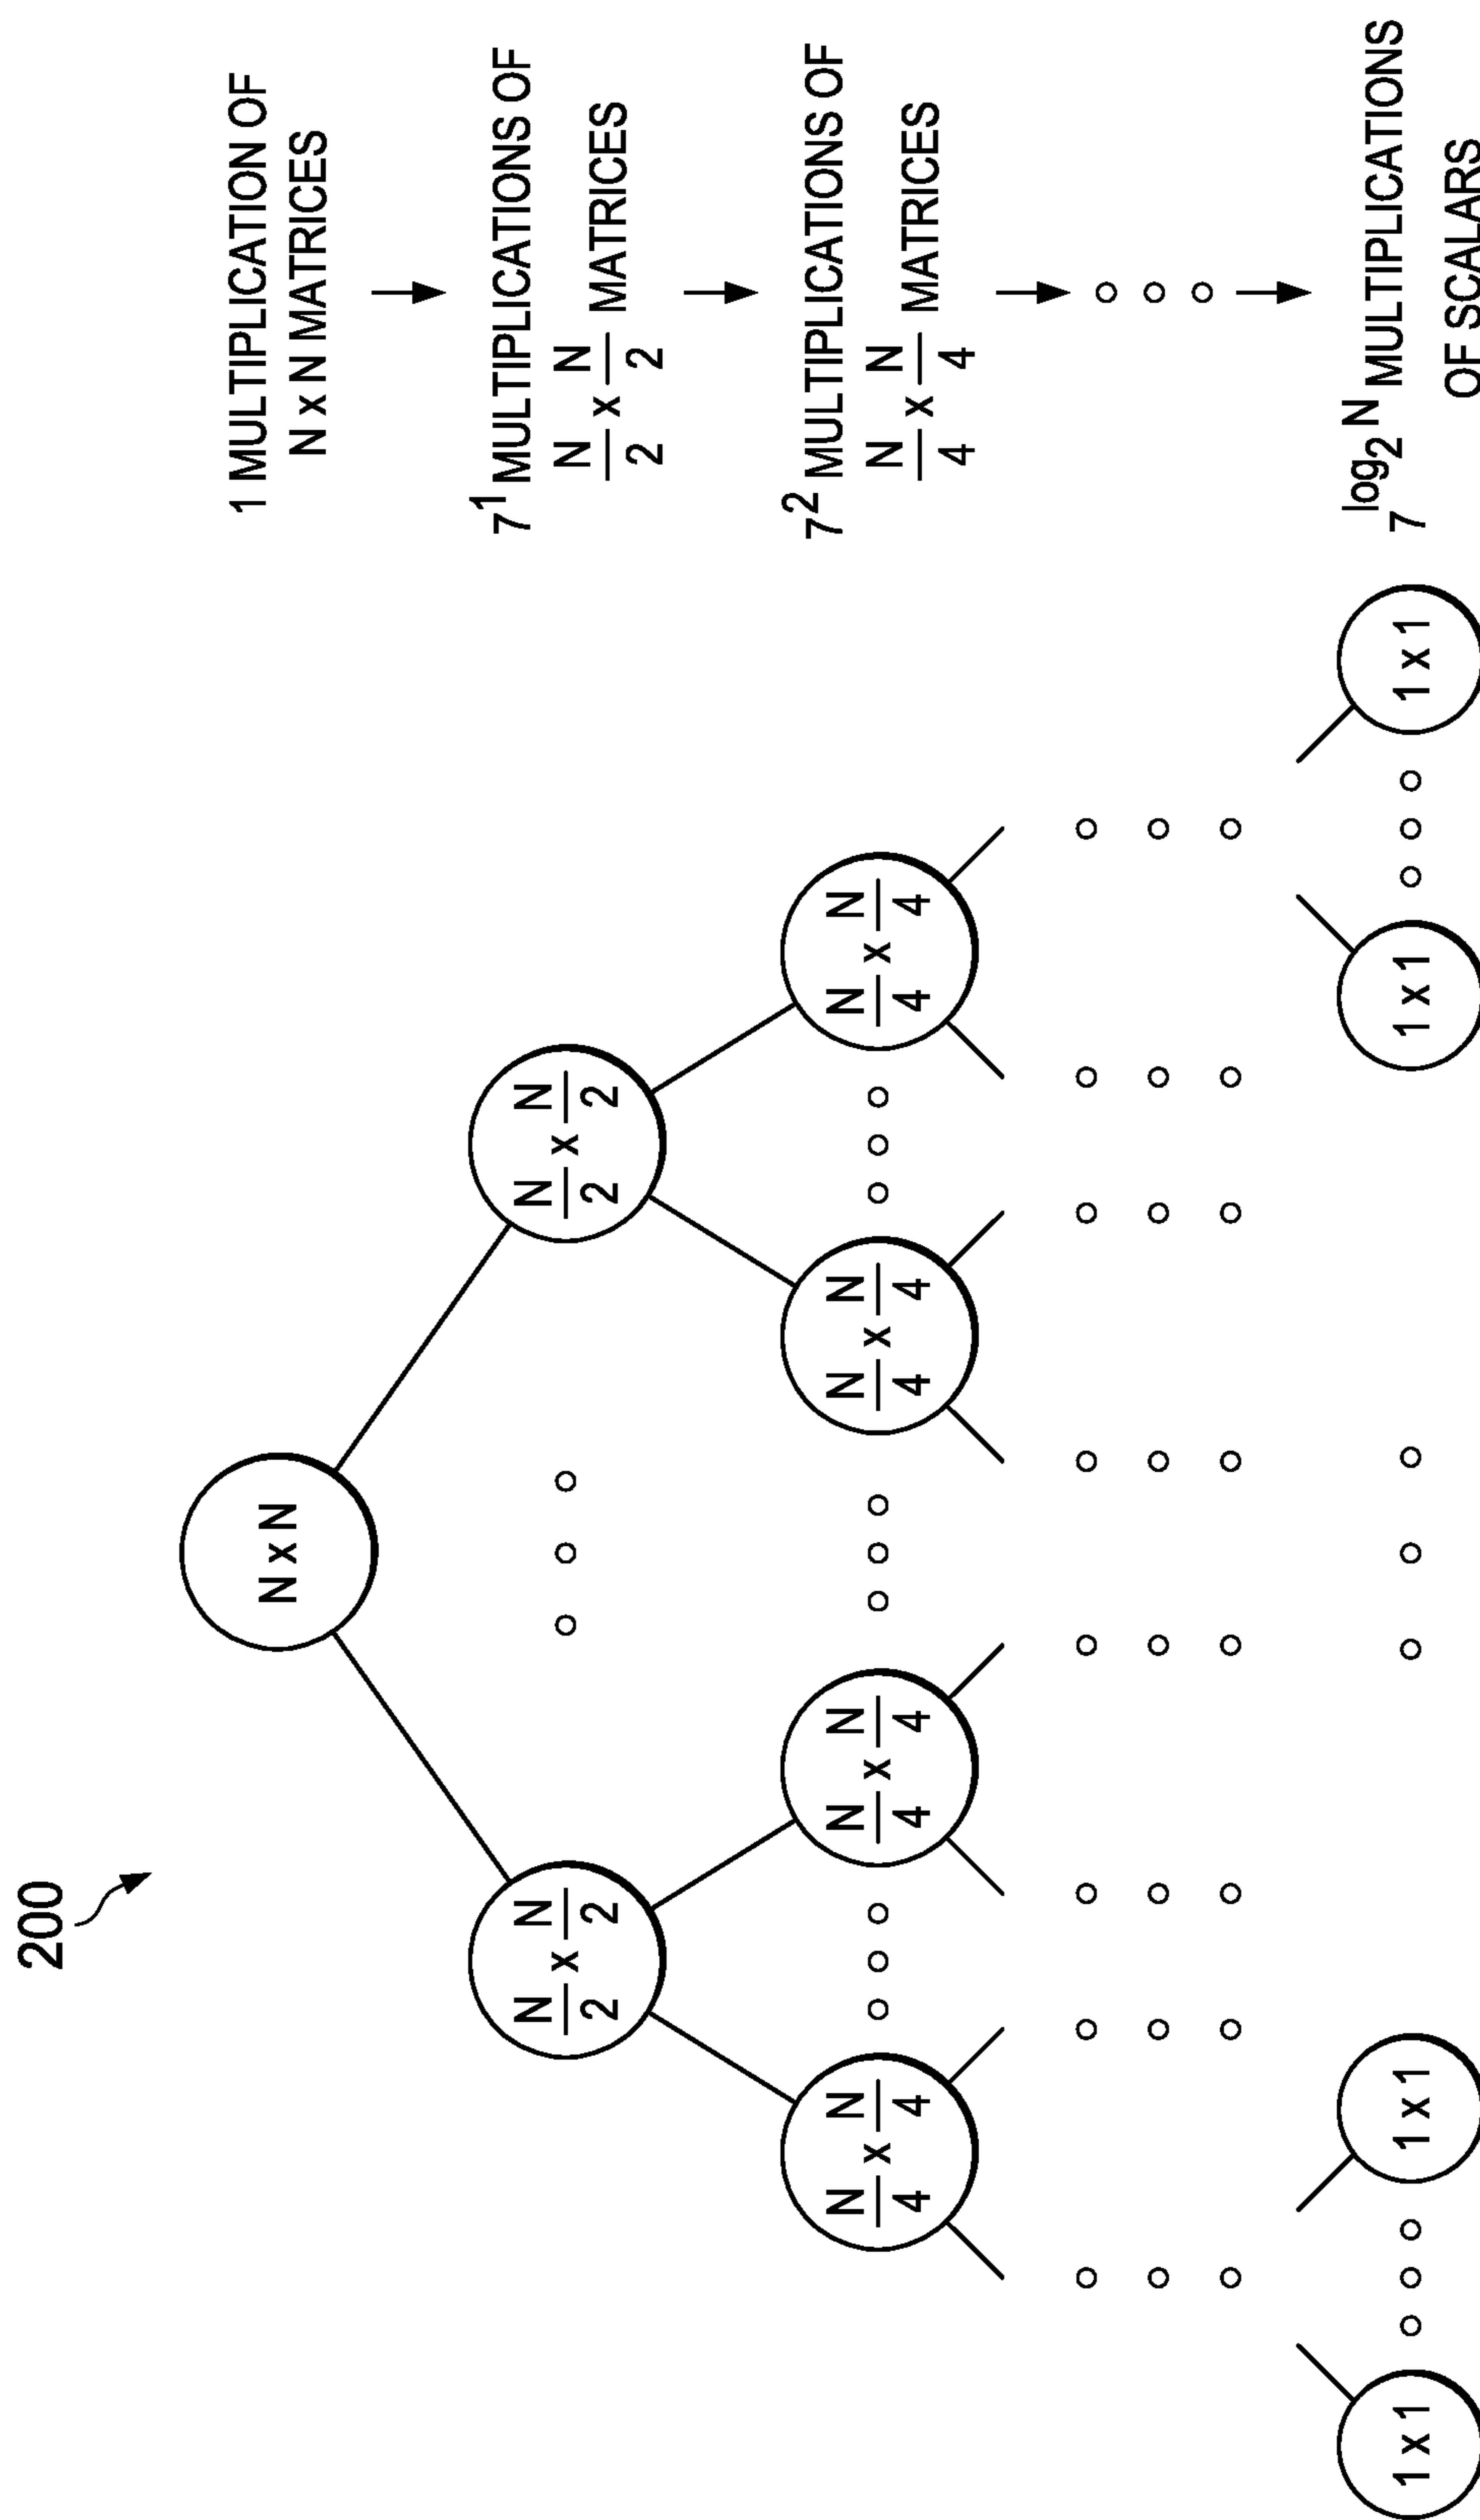 200
N x N
1 MULTIPLICATION OF
N x N MATRICES
N/2 x N/2
N/2 x N/2
7^1 MULTIPLICATIONS OF
N/2 x N/2 MATRICES
N/4 x N/4
N/4 x N/4
N/4 x N/4
N/4 x N/4
7^2 MULTIPLICATIONS OF
N/4 x N/4 MATRICES
1 x 1
1 x 1
1 x 1
1 x 1
7^log_2 N MULTIPLICATIONS
OF SCALARS